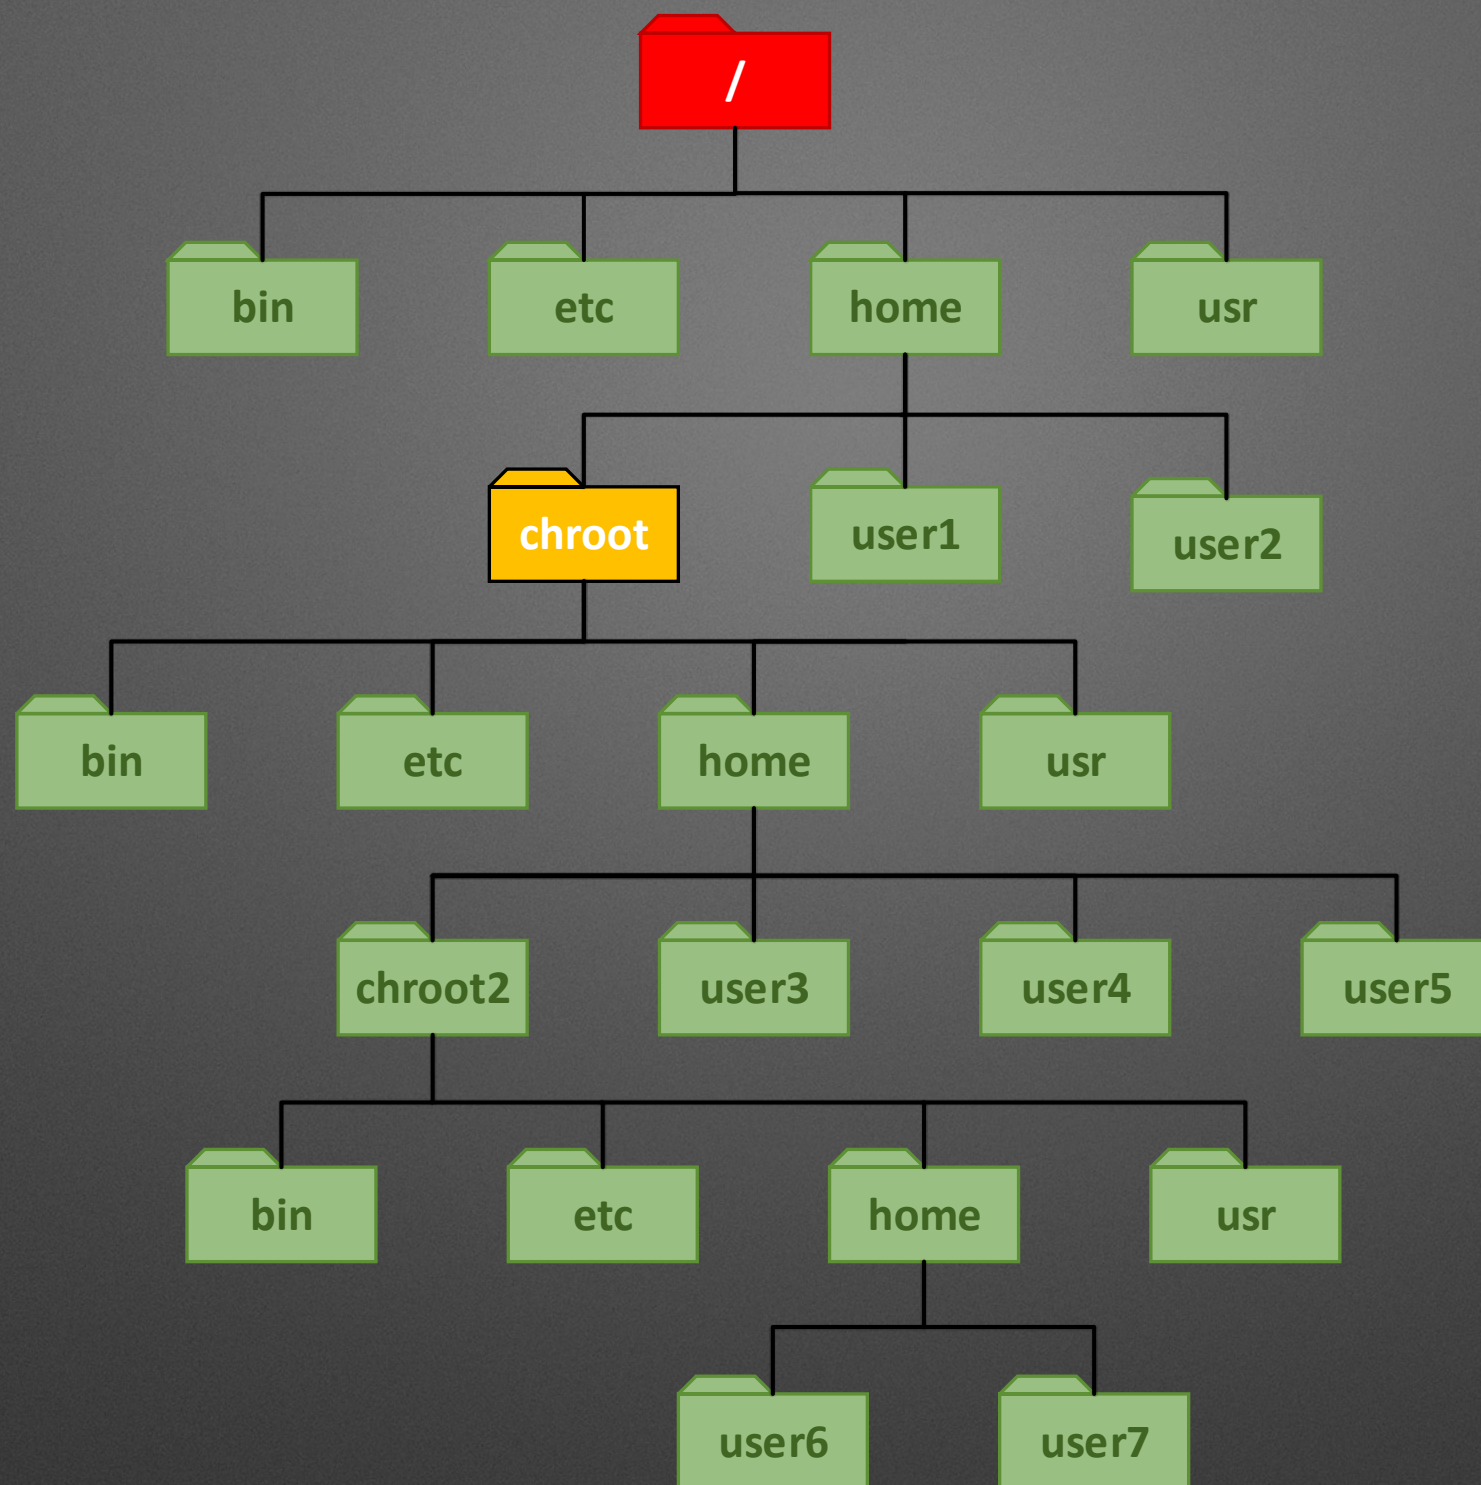 /
bin
etc
home
usr
chroot
user1
user2
bin
etc
home
usr
chroot2
user3
user4
user5
bin
etc
home
usr
user6
user7